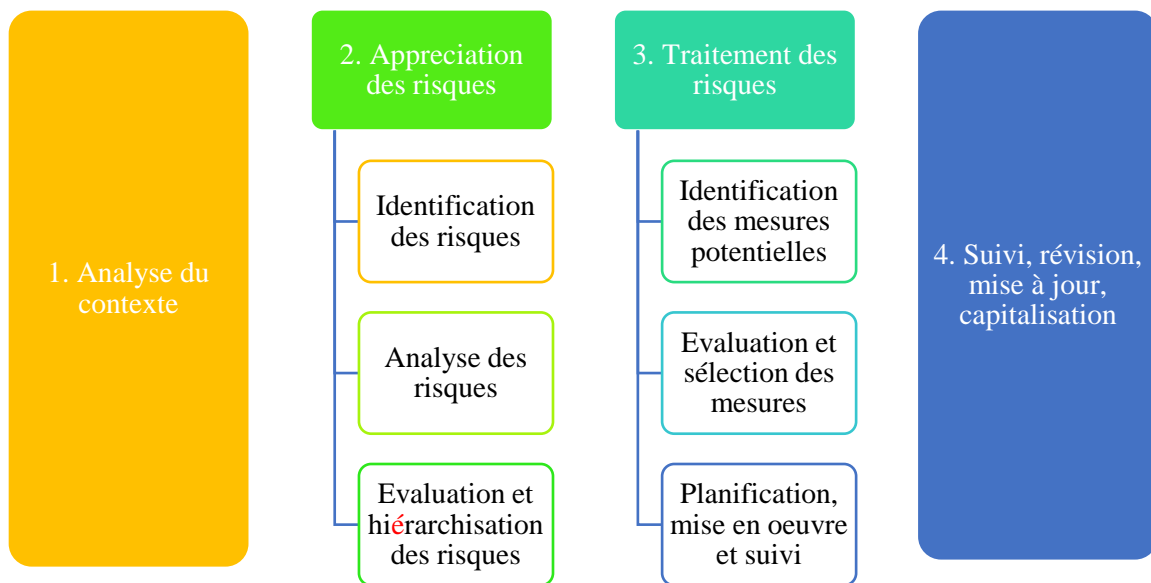 1. Analyse du
contexte
2. Appreciation
des risques
Identification
des risques
Analyse des
risques
Evaluation et
hiérarchisation
des risques
3. Traitement des
risques
Identification
des mesures
potentielles
Evaluation et
sélection des
mesures
Planification,
mise en oeuvre
et suivi
4. Suivi, révision,
mise à jour,
capitalisation